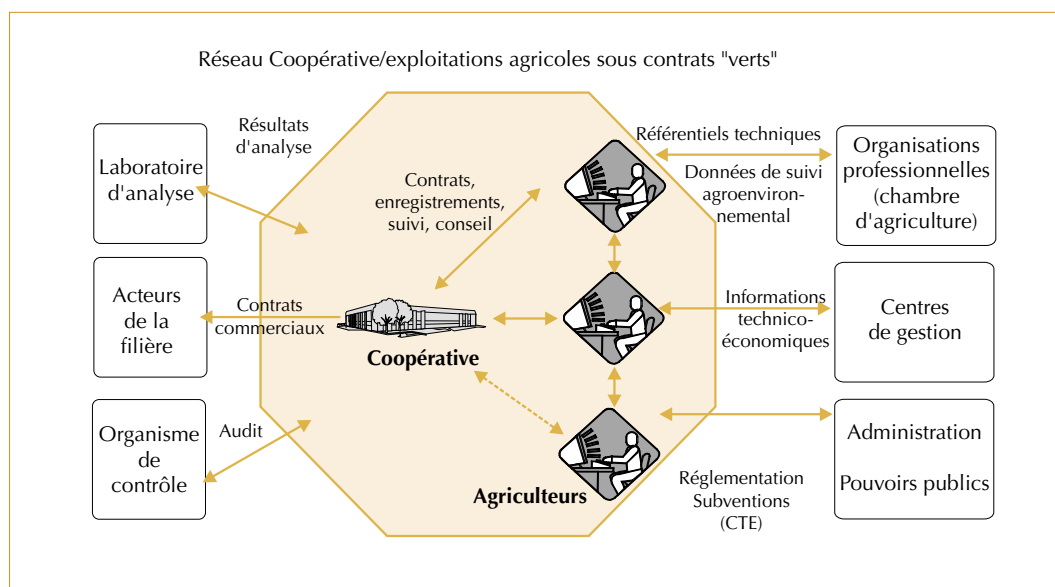 Réseau Coopérative/exploitations agricoles sous contrats "verts"
Laboratoire
d'analyse
Résultats
d'analyse
Acteurs
de la
filière
Contrats
commerciaux
Organisme
de
contrôle
Audit
Contrats,
enregistrements,
suivi, conseil
Coopérative
Agriculteurs
Référentiels techniques
Données de suivi
agroenviron-
nemental
Organisations
professionnelles
(chambre
d'agriculture)
Informations
technico-
économiques
Centres
de gestion
Réglementation
Subventions
(CTE)
Administration
Pouvoirs publics